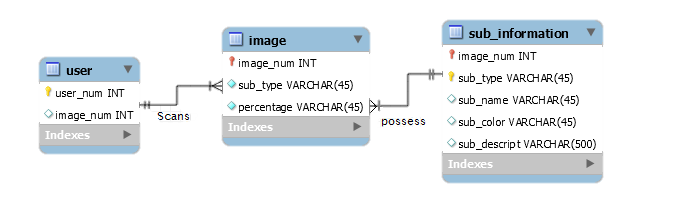 user
user_num INT
image_num INT
Indexes
Scans
image
image_num INT
sub_type VARCHAR(45)
percentage VARCHAR(45)
Indexes
possess
sub_information
image_num INT
sub_type VARCHAR(45)
sub_name VARCHAR(45)
sub_color VARCHAR(45)
sub_descript VARCHAR(500)
Indexes